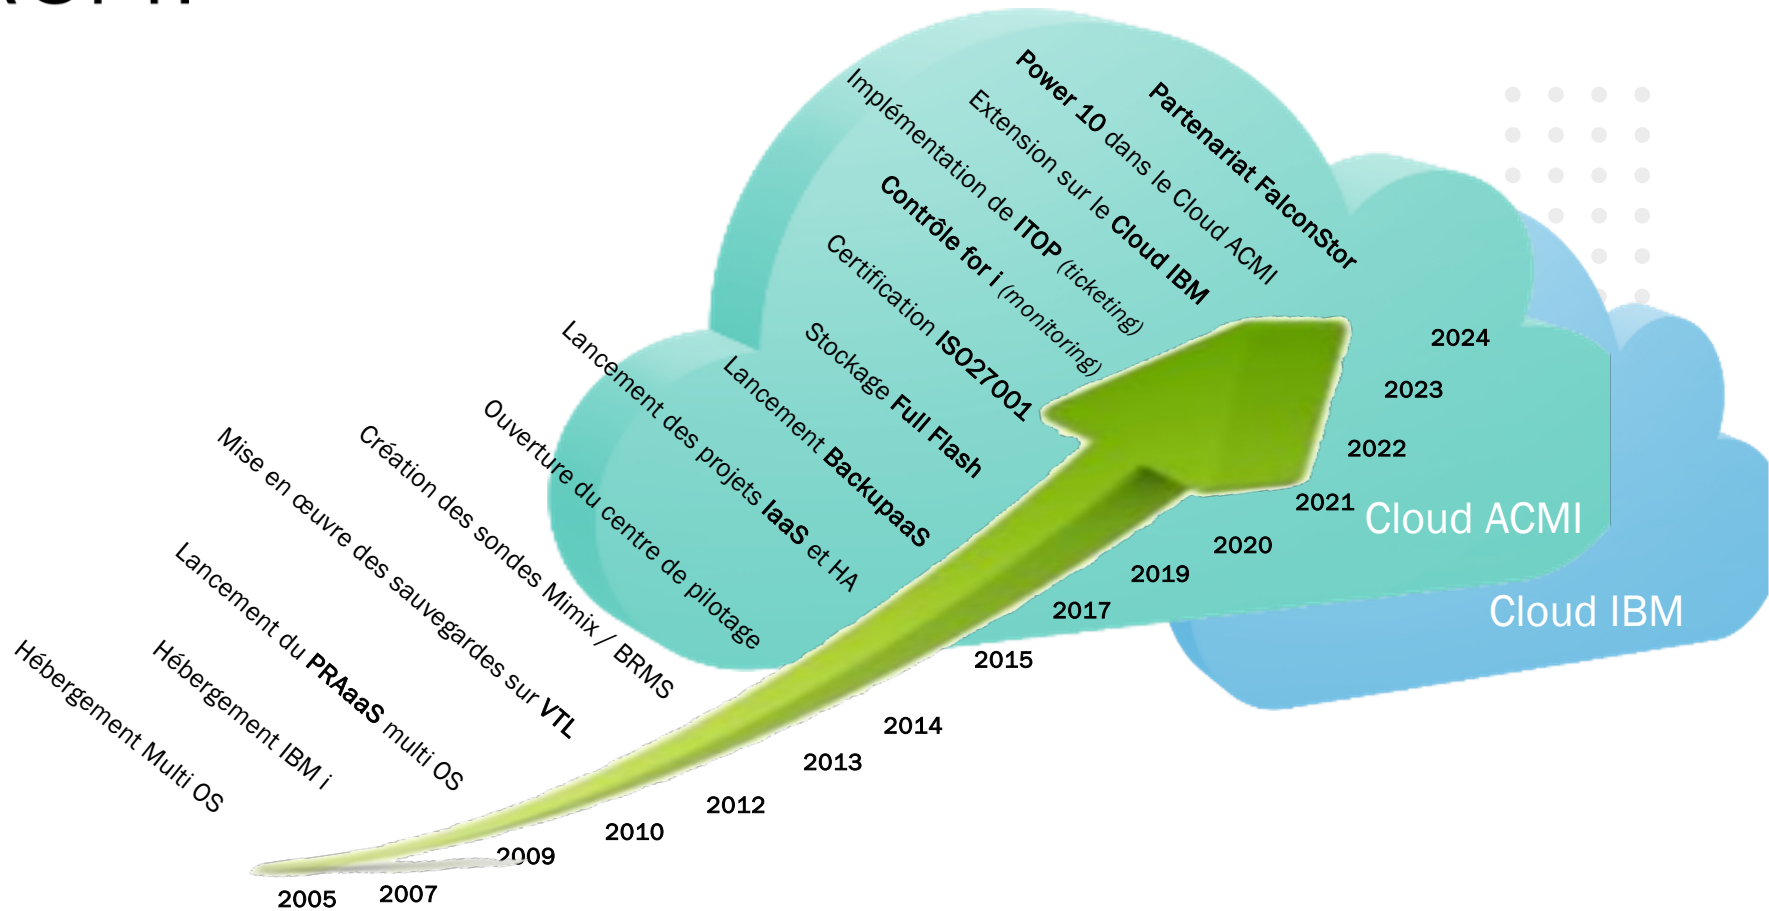 Hébergement Multi OS
Hébergement IBM i
Lancement du PRAaaS multi OS
Mise en œuvre des sauvegardes sur VTL
Création des sondes Mimix / BRMS
Ouverture du centre de pilotage
Lancement des projets IaaS et HA
Lancement BackupaaS
Stockage Full Flash
Certification ISO27001
Contrôle for i (monitoring)
Implémentation de ITOP (ticketing)
Extension sur le Cloud IBM
Power 10 dans le Cloud ACMI
Partenariat FalconStor
2005
2007
2009
2010
2012
2013
2014
2015
2017
2019
2020
2021
2022
2023
2024
Cloud ACMI
Cloud IBM